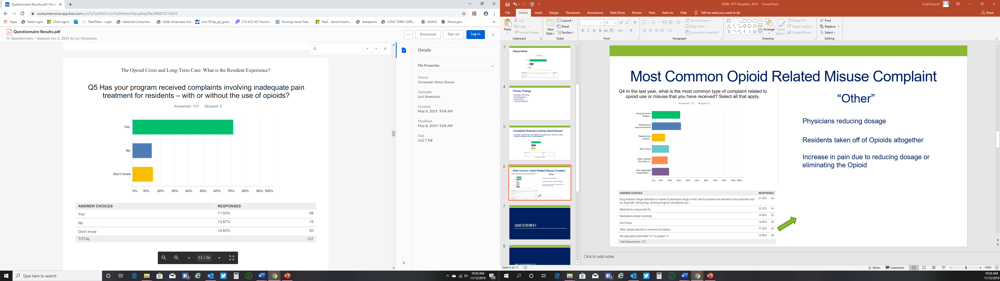 Questionnaire Results.pdf | Powe
consumervoice.app.box.com/s/a7yi7pt3h01u1a15a39rebm34jcvy8wj/file/468873113410
Apps State LogIn IDoA signin PeerPlace - Login National Consumer... Older Americans Act som107ap_pp_guid... 210 ILCS 45/ Nursin... Nursing Home Fed... Mail - Jamie.Freschi... sharepoint LONG TERM CARE... AGING Illinois.gov
Questionnaire Results.pdf
Questionnaire - Updated Jun 3, 2019 by Lori Smetanka
Download Sign up Log in
The Opioid Crisis and Long-Term Care: What is the Resident Experience?
Q5 Has your program received complaints involving inadequate pain
treatment for residents – with or without the use of opioids?
Answered: 137 Skipped: 0
Yes
No
Don't know
0% 10% 20% 30% 40% 50% 60% 70% 80% 90% 100%
ANSWER CHOICES RESPONSES
Yes 71.53% 98
No 13.87% 19
Don't know 14.60% 20
TOTAL 137
11 / 26
Details
File Properties
Owner
Consumer Voice Owner
Uploader
Lori Smetanka
Created
May 8, 2019, 9:04 AM
Modified
May 8, 2019, 9:04 AM
Size
162.7 KB
Type here to search
10:50 AM
11/12/2019
NORC PPT Template- 2019 - PowerPoint
Scott Freschi
File Home Insert Design Transitions Animations Slide Show Review View Add-ins Help Tell me what you want to do Share
Paste
Cut
Copy
Format Painter
Clipboard
New
Slide
Layout
Reset
Section
Slides
18
Font
Text Direction
Align Text
Convert to SmartArt
Paragraph
Arrange
Quick
Styles
Shape Fill
Shape Outline
Shape Effects
Drawing
Find
Replace
Select
Editing
3
Respondents
4
Primary Findings
- Education and Training
- Pain Management
- Drug Diversion
- Financial Exploitation
5
Complaints Received Involving Opioid Misuse?
6
Most Common Opioid Related Misuse Complaint
"Other"
7
QUESTIONS?
8
Most Common Opioid Related Misuse Complaint
Q4 In the last year, what is the most common type of complaint related to
opioid use or misuse that you have received? Select all that apply.
Answered: 137 Skipped: 0
Drug diversion
(illegal...
Medications
unaccounted for
Medications
stored...
Don't know
Other (please
describe in...
Not applicable
(responded "...
0% 10% 20% 30% 40% 50% 60% 70% 80% 90% 100%
ANSWER CHOICES RESPONSES
Drug diversion (illegal distribution or abuse of prescription drugs or their use for purposes not intended by the prescriber such 31.39% 43
as, drug theft, selling drugs, diverting drugs for recreational use )
Medications unaccounted for 32.12% 44
Medications stored incorrectly 14.60% 20
Don't know 18.98% 26
Other (please describe in comment box below) 17.52% 24
Not applicable (responded "no" to question 1) 18.98% 26
Total Respondents: 137
"Other"
Physicians reducing dosage
Residents taken off of Opioids altogether
Increase in pain due to reducing dosage or
eliminating the Opioid
Click to add notes
Slide 6 of 11
Notes Comments
108%
10:50 AM
11/12/2019